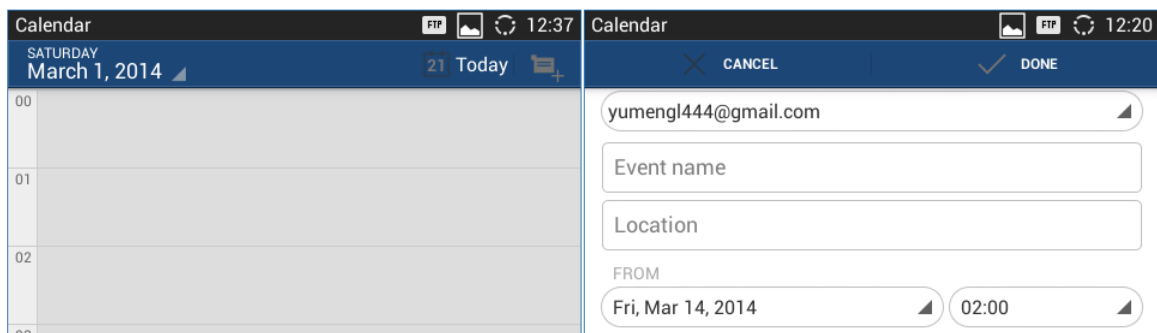 Calendar
FTP
12:37
SATURDAY
March 1, 2014
21 Today
00
01
02
Calendar
FTP
12:20
CANCEL
DONE
yumengl444@gmail.com
Event name
Location
FROM
Fri, Mar 14, 2014
02:00